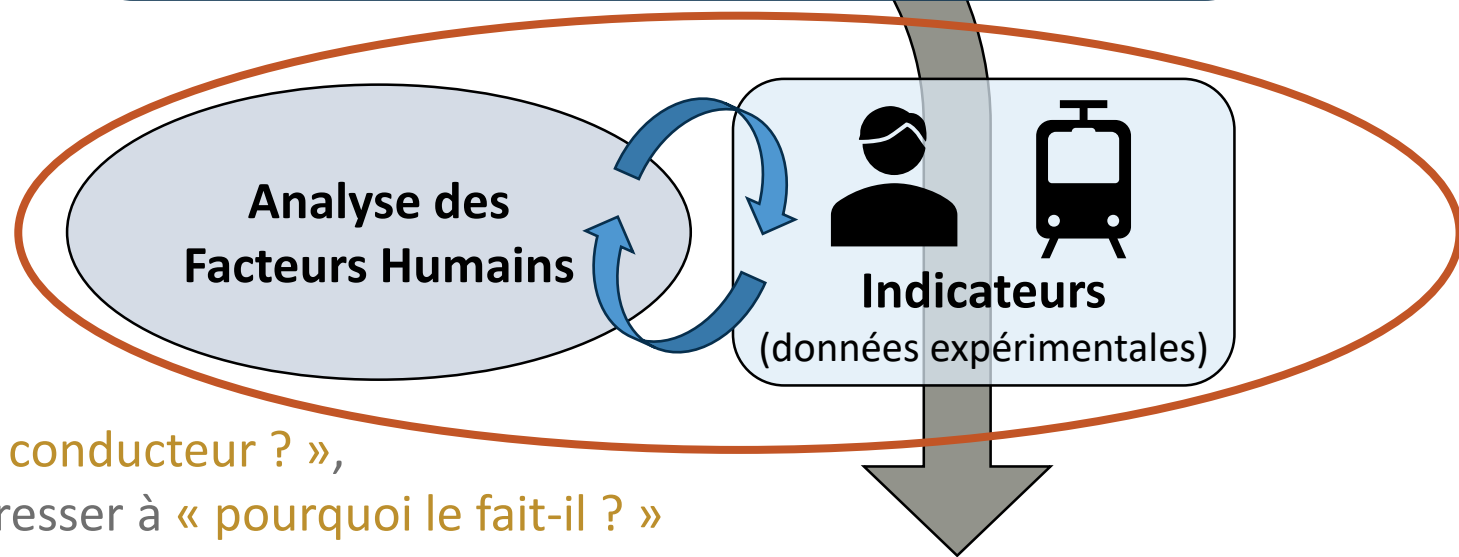 Analyse des
Facteurs Humains
Indicateurs
(données expérimentales)
conducteur ? »,
resser à « pourquoi le fait-il ? »